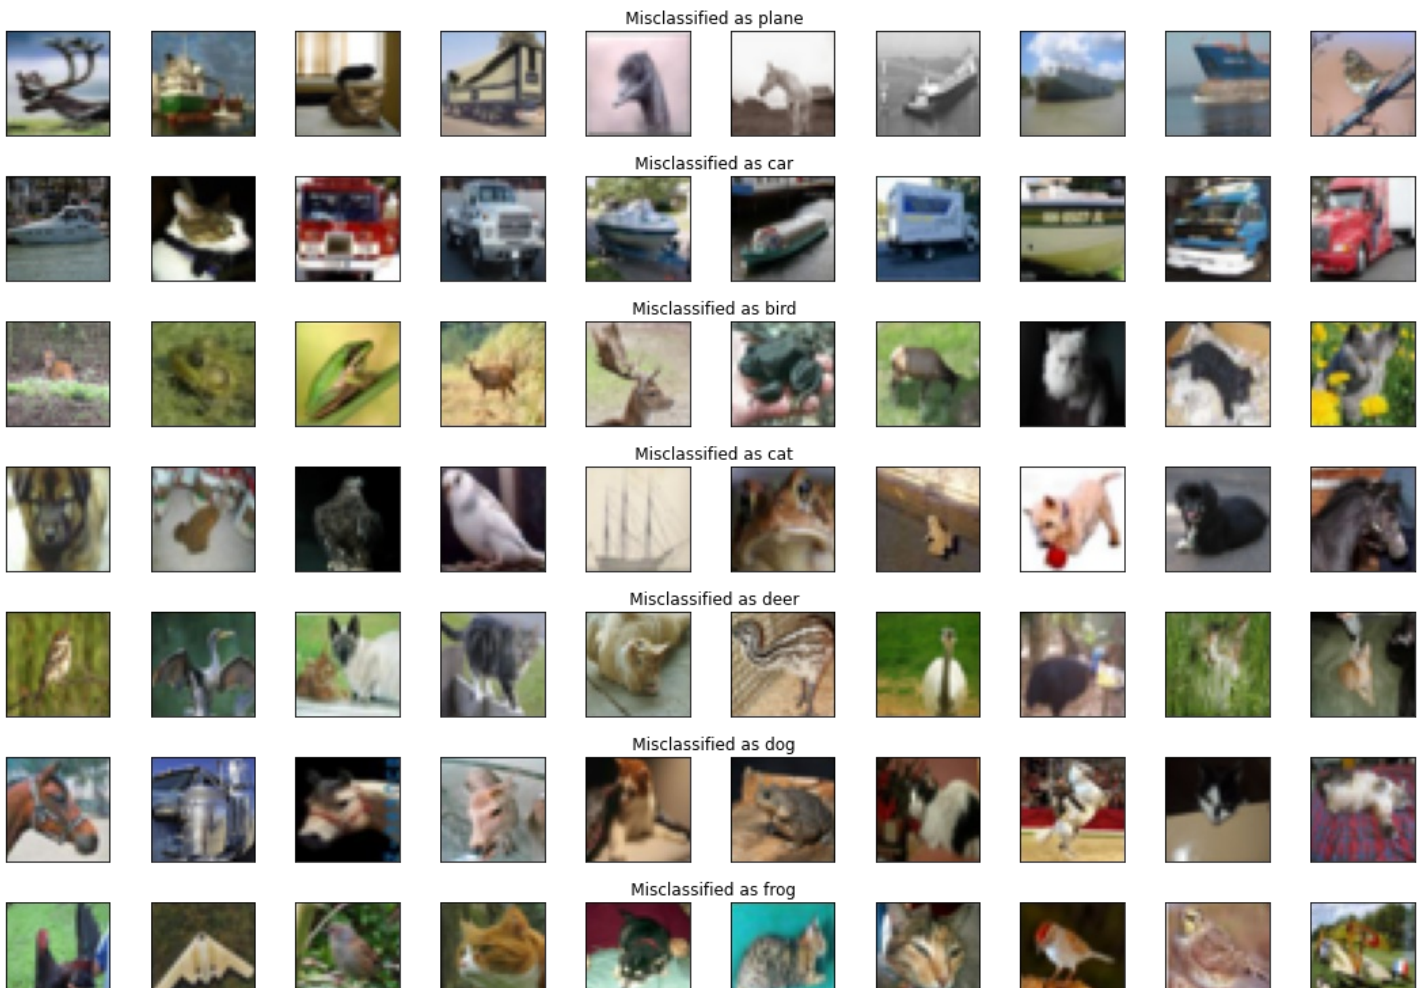 Misclassified as plane
Misclassified as car
Misclassified as bird
Misclassified as cat
Misclassified as deer
Misclassified as dog
Misclassified as frog